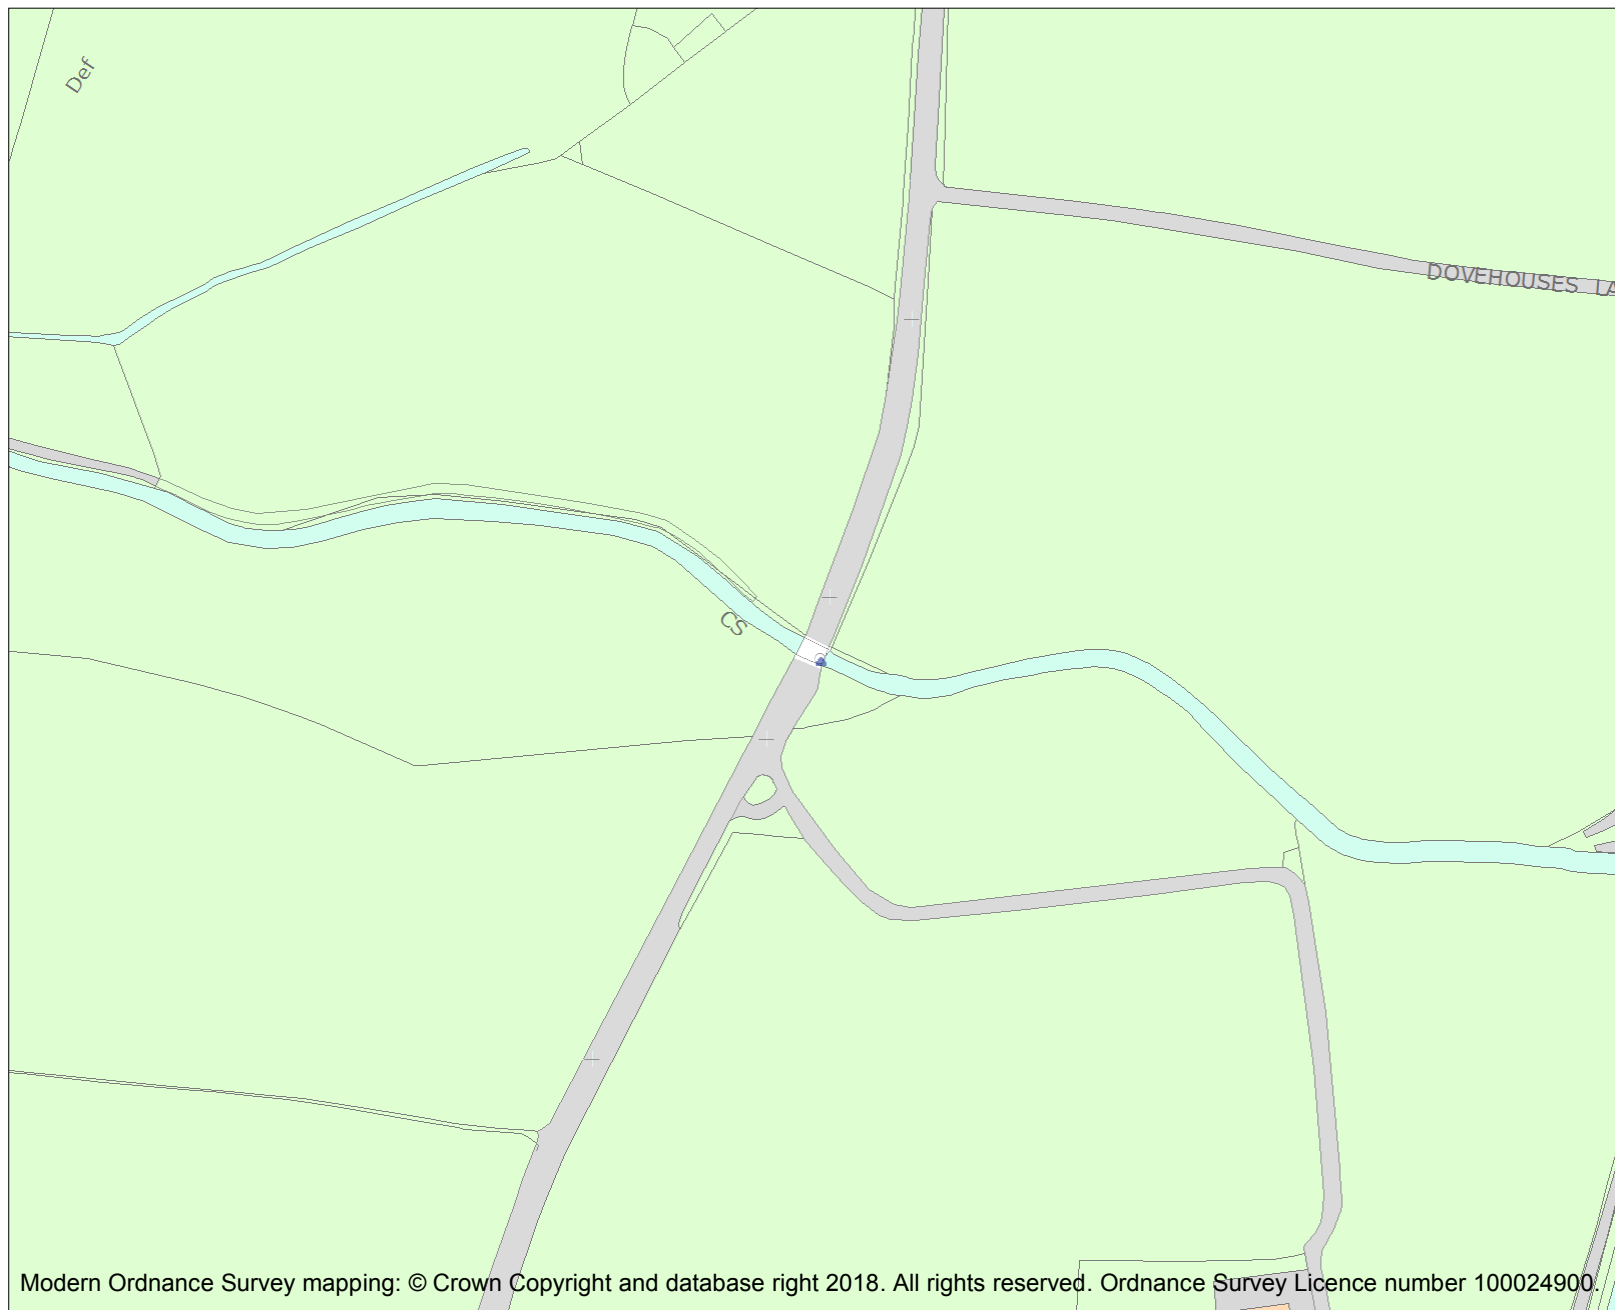 Def
DOVEHOUSES LA
CS
Modern Ordnance Survey mapping: © Crown Copyright and database right 2018. All rights reserved. Ordnance Survey Licence number 100024900.